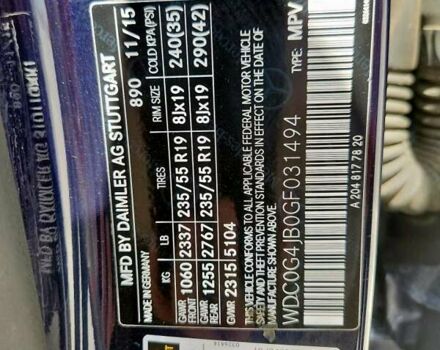 MFD BY DAIMLER AG STUTTGART
MADE IN GERMANY 890 11/15
KG LB TIRES RIM SIZE COLD KPA(PSI)
GAWR FRONT 1060 2337 235/55 R19 8Jx19 240(35)
GAWR REAR 1255 2767 235/55 R19 8Jx19 290(42)
GVWR 2315 5104
THIS VEHICLE CONFORMS TO ALL APPLICABLE FEDERAL MOTOR VEHICLE
SAFETY AND THEFT PREVENTION STANDARDS IN EFFECT ON THE DATE
OF MANUFACTURE SHOWN ABOVE.
WDC0G4JB0GF031494 TYPE: MPV
A 204 817 78 20